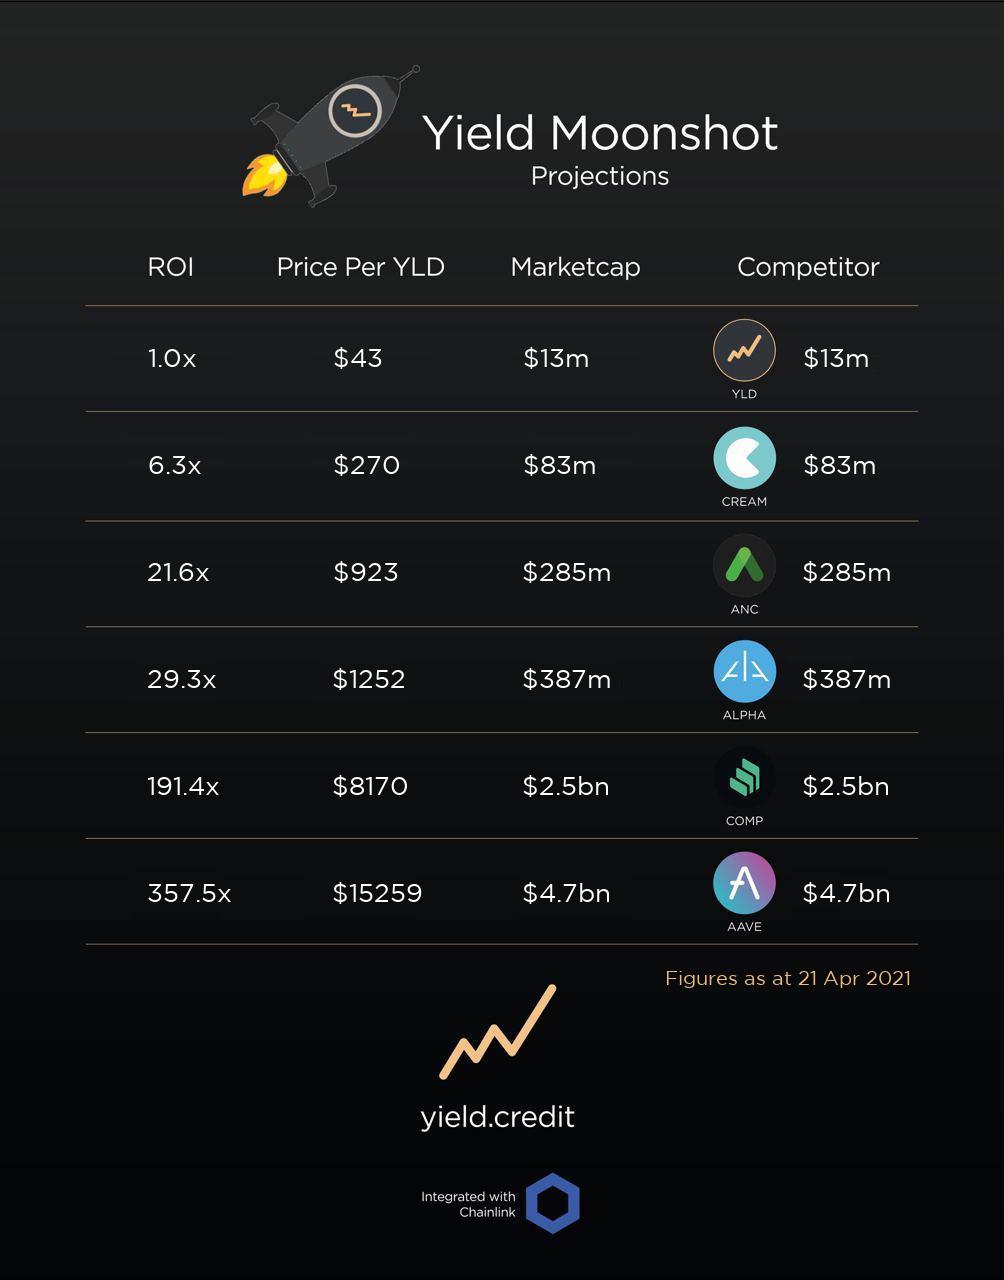 Yield Moonshot
Projections
ROI Price Per YLD Marketcap Competitor
1.0x $43 $13m $13m
YLD
6.3x $270 $83m $83m
CREAM
21.6x $923 $285m $285m
ANC
29.3x $1252 $387m $387m
ALPHA
191.4x $8170 $2.5bn $2.5bn
COMP
357.5x $15259 $4.7bn $4.7bn
AAVE
Figures as at 21 Apr 2021
yield.credit
Integrated with
Chainlink